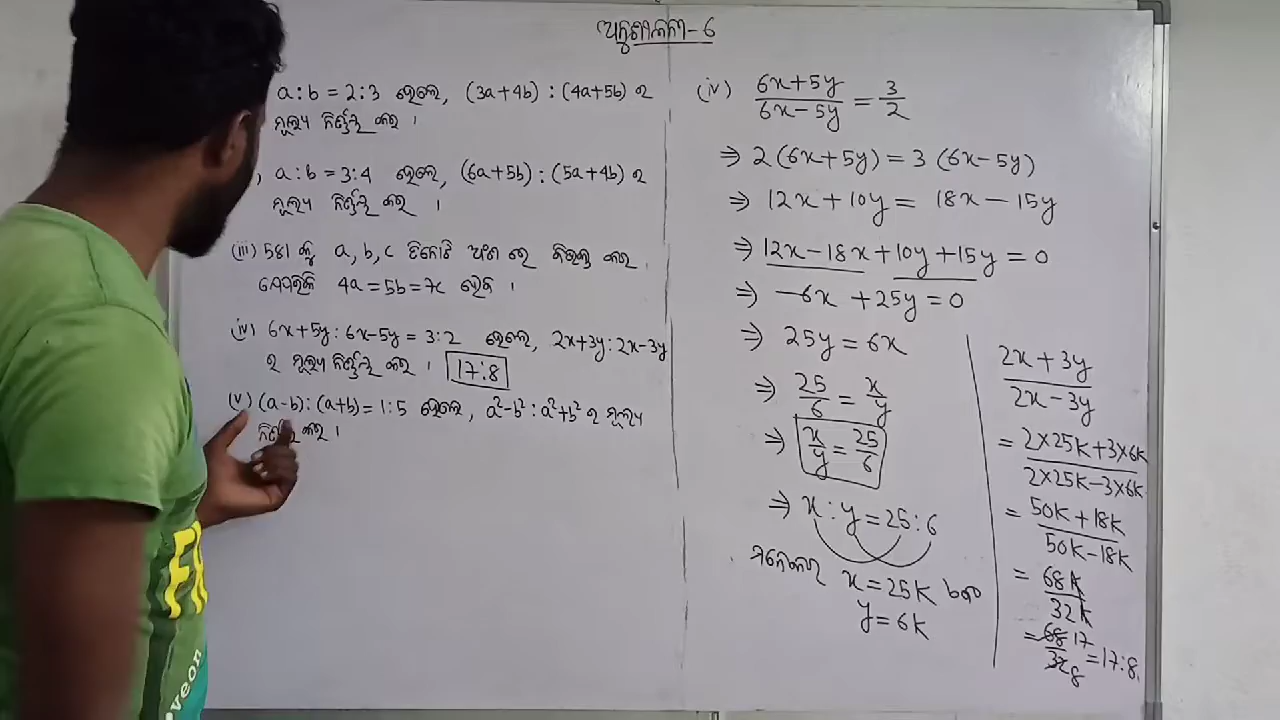 ଅନୁଶୀଳନୀ-6
a:b = 2:3 ହେଲେ, (3a+4b) : (4a+5b) ର
ମୂଲ୍ୟ ନିର୍ଣ୍ଣୟ କର ।
, a:b = 3:4 ହେଲେ, (6a+5b) : (5a+4b) ର
ମୂଲ୍ୟ ନିର୍ଣ୍ଣୟ କର ।
(iii) 581 କୁ a, b, c ତିନୋଟି ଅଂଶ ରେ ବିଭକ୍ତ କର
ଯେପରିକି 4a = 5b = 7c ହେବ ।
(iv) 6x+5y : 6x-5y = 3:2 ହେଲେ, 2x+3y : 2x-3y
ର ମୂଲ୍ୟ ନିର୍ଣ୍ଣୟ କର । 17:8
(v) (a-b) : (a+b) = 1:5 ହେଲେ, a²-b² : a²+b² ର ମୂଲ୍ୟ
ନିର୍ଣ୍ଣୟ କର ।
(iv) 6x+5y / 6x-5y = 3/2
⇒ 2(6x+5y) = 3(6x-5y)
⇒ 12x+10y = 18x-15y
⇒ 12x-18x+10y+15y = 0
⇒ -6x+25y = 0
⇒ 25y = 6x
⇒ 25/6 = x/y
⇒ x/y = 25/6
⇒ x:y = 25:6
ମନେକର x = 25k ଏବଂ
y = 6k
2x+3y / 2x-3y
= 2×25k+3×6k / 2×25k-3×6k
= 50k+18k / 50k-18k
= 68k / 32k
= 68 17 / 32 8 = 17:8
veon